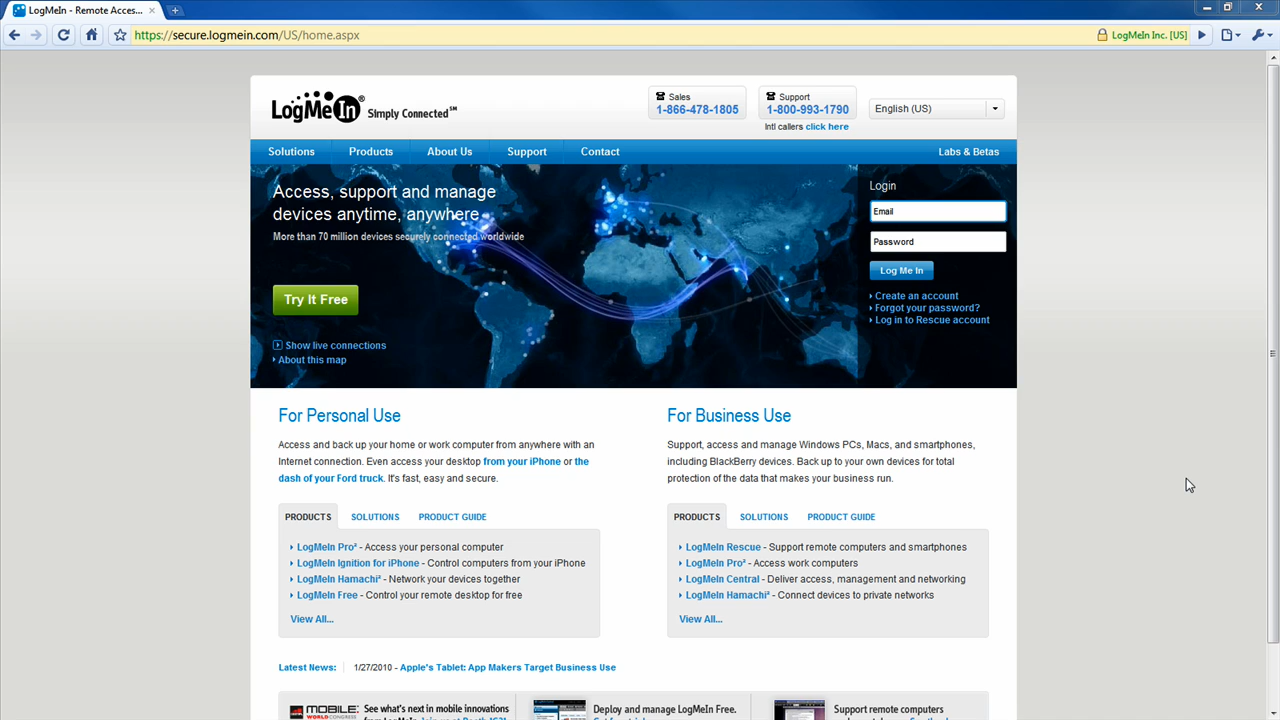 LogMeIn - Remote Acces...
https://secure.logmein.com/US/home.aspx
LogMeIn Inc. [US]
LogMeIn® Simply Connected℠
Sales
1-866-478-1805
Support
1-800-993-1790
Intl callers click here
English (US)
Solutions Products About Us Support Contact Labs & Betas
Access, support and manage
devices anytime, anywhere
More than 70 million devices securely connected worldwide
Try It Free
Show live connections
About this map
Login
Email
Password
Log Me In
Create an account
Forgot your password?
Log in to Rescue account
For Personal Use
Access and back up your home or work computer from anywhere with an
Internet connection. Even access your desktop from your iPhone or the
dash of your Ford truck. It's fast, easy and secure.
PRODUCTS SOLUTIONS PRODUCT GUIDE
LogMeIn Pro² - Access your personal computer
LogMeIn Ignition for iPhone - Control computers from your iPhone
LogMeIn Hamachi² - Network your devices together
LogMeIn Free - Control your remote desktop for free
View All...
For Business Use
Support, access and manage Windows PCs, Macs, and smartphones,
including BlackBerry devices. Back up to your own devices for total
protection of the data that makes your business run.
PRODUCTS SOLUTIONS PRODUCT GUIDE
LogMeIn Rescue - Support remote computers and smartphones
LogMeIn Pro² - Access work computers
LogMeIn Central - Deliver access, management and networking
LogMeIn Hamachi² - Connect devices to private networks
View All...
Latest News: 1/27/2010 - Apple's Tablet: App Makers Target Business Use
MOBILE
WORLD CONGRESS
See what's next in mobile innovations
Deploy and manage LogMeIn Free.
Support remote computers